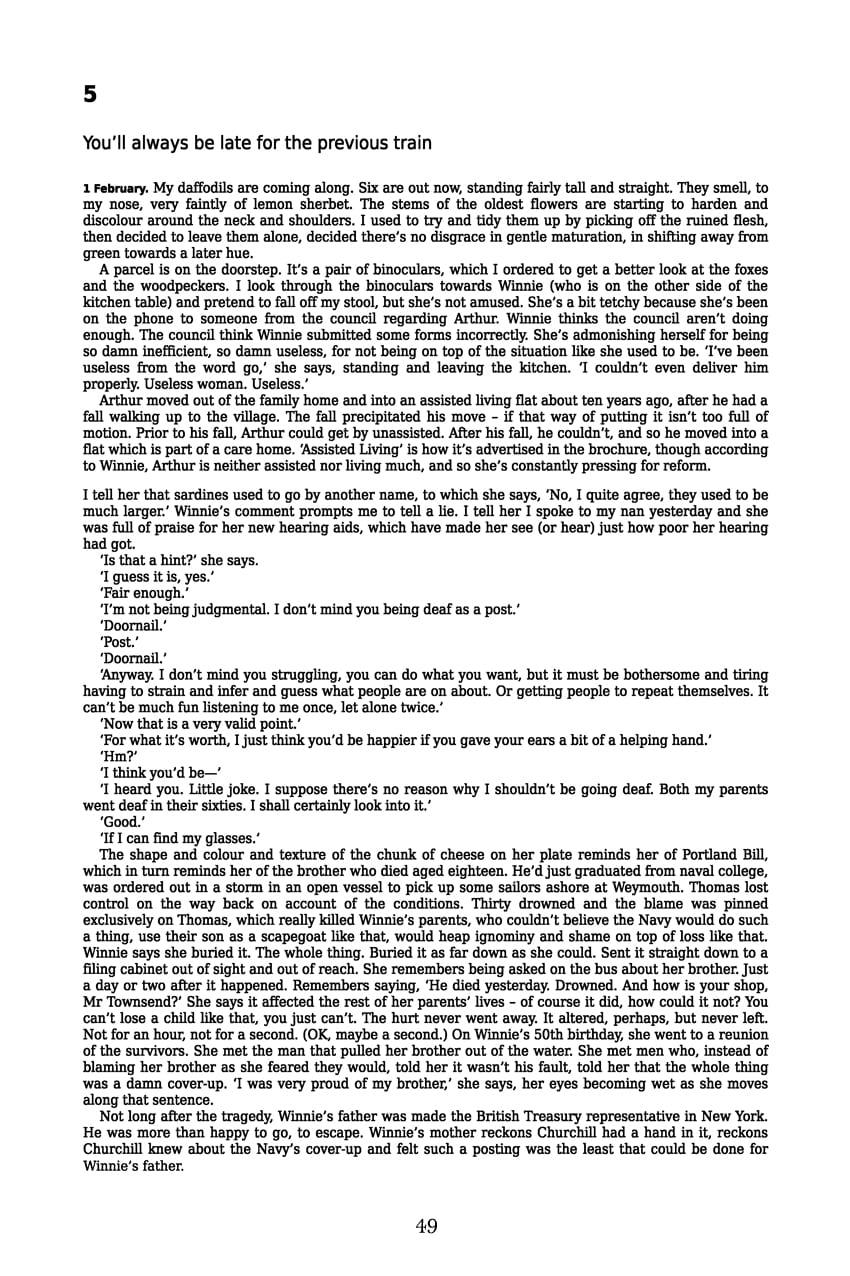 5
You’ll always be late for the previous train
1 February. My daffodils are coming along. Six are out now, standing fairly tall and straight. They smell, to
my nose, very faintly of lemon sherbet. The stems of the oldest flowers are starting to harden and
discolour around the neck and shoulders. I used to try and tidy them up by picking off the ruined flesh,
then decided to leave them alone, decided there’s no disgrace in gentle maturation, in shifting away from
green towards a later hue.
A parcel is on the doorstep. It’s a pair of binoculars, which I ordered to get a better look at the foxes
and the woodpeckers. I look through the binoculars towards Winnie (who is on the other side of the
kitchen table) and pretend to fall off my stool, but she’s not amused. She’s a bit tetchy because she’s been
on the phone to someone from the council regarding Arthur. Winnie thinks the council aren’t doing
enough. The council think Winnie submitted some forms incorrectly. She’s admonishing herself for being
so damn inefficient, so damn useless, for not being on top of the situation like she used to be. ‘I’ve been
useless from the word go,’ she says, standing and leaving the kitchen. ‘I couldn’t even deliver him
properly. Useless woman. Useless.’
Arthur moved out of the family home and into an assisted living flat about ten years ago, after he had a
fall walking up to the village. The fall precipitated his move – if that way of putting it isn’t too full of
motion. Prior to his fall, Arthur could get by unassisted. After his fall, he couldn’t, and so he moved into a
flat which is part of a care home. ‘Assisted Living’ is how it’s advertised in the brochure, though according
to Winnie, Arthur is neither assisted nor living much, and so she’s constantly pressing for reform.
I tell her that sardines used to go by another name, to which she says, ‘No, I quite agree, they used to be
much larger.’ Winnie’s comment prompts me to tell a lie. I tell her I spoke to my nan yesterday and she
was full of praise for her new hearing aids, which have made her see (or hear) just how poor her hearing
had got.
‘Is that a hint?’ she says.
‘I guess it is, yes.’
‘Fair enough.’
‘I’m not being judgmental. I don’t mind you being deaf as a post.’
‘Doornail.’
‘Post.’
‘Doornail.’
‘Anyway. I don’t mind you struggling, you can do what you want, but it must be bothersome and tiring
having to strain and infer and guess what people are on about. Or getting people to repeat themselves. It
can’t be much fun listening to me once, let alone twice.’
‘Now that is a very valid point.’
‘For what it’s worth, I just think you’d be happier if you gave your ears a bit of a helping hand.’
‘Hm?’
‘I think you’d be—’
‘I heard you. Little joke. I suppose there’s no reason why I shouldn’t be going deaf. Both my parents
went deaf in their sixties. I shall certainly look into it.’
‘Good.’
‘If I can find my glasses.’
The shape and colour and texture of the chunk of cheese on her plate reminds her of Portland Bill,
which in turn reminds her of the brother who died aged eighteen. He’d just graduated from naval college,
was ordered out in a storm in an open vessel to pick up some sailors ashore at Weymouth. Thomas lost
control on the way back on account of the conditions. Thirty drowned and the blame was pinned
exclusively on Thomas, which really killed Winnie’s parents, who couldn’t believe the Navy would do such
a thing, use their son as a scapegoat like that, would heap ignominy and shame on top of loss like that.
Winnie says she buried it. The whole thing. Buried it as far down as she could. Sent it straight down to a
filing cabinet out of sight and out of reach. She remembers being asked on the bus about her brother. Just
a day or two after it happened. Remembers saying, ‘He died yesterday. Drowned. And how is your shop,
Mr Townsend?’ She says it affected the rest of her parents’ lives – of course it did, how could it not? You
can’t lose a child like that, you just can’t. The hurt never went away. It altered, perhaps, but never left.
Not for an hour, not for a second. (OK, maybe a second.) On Winnie’s 50th birthday, she went to a reunion
of the survivors. She met the man that pulled her brother out of the water. She met men who, instead of
blaming her brother as she feared they would, told her it wasn’t his fault, told her that the whole thing
was a damn cover-up. ‘I was very proud of my brother,’ she says, her eyes becoming wet as she moves
along that sentence.
Not long after the tragedy, Winnie’s father was made the British Treasury representative in New York.
He was more than happy to go, to escape. Winnie’s mother reckons Churchill had a hand in it, reckons
Churchill knew about the Navy’s cover-up and felt such a posting was the least that could be done for
Winnie’s father.
49